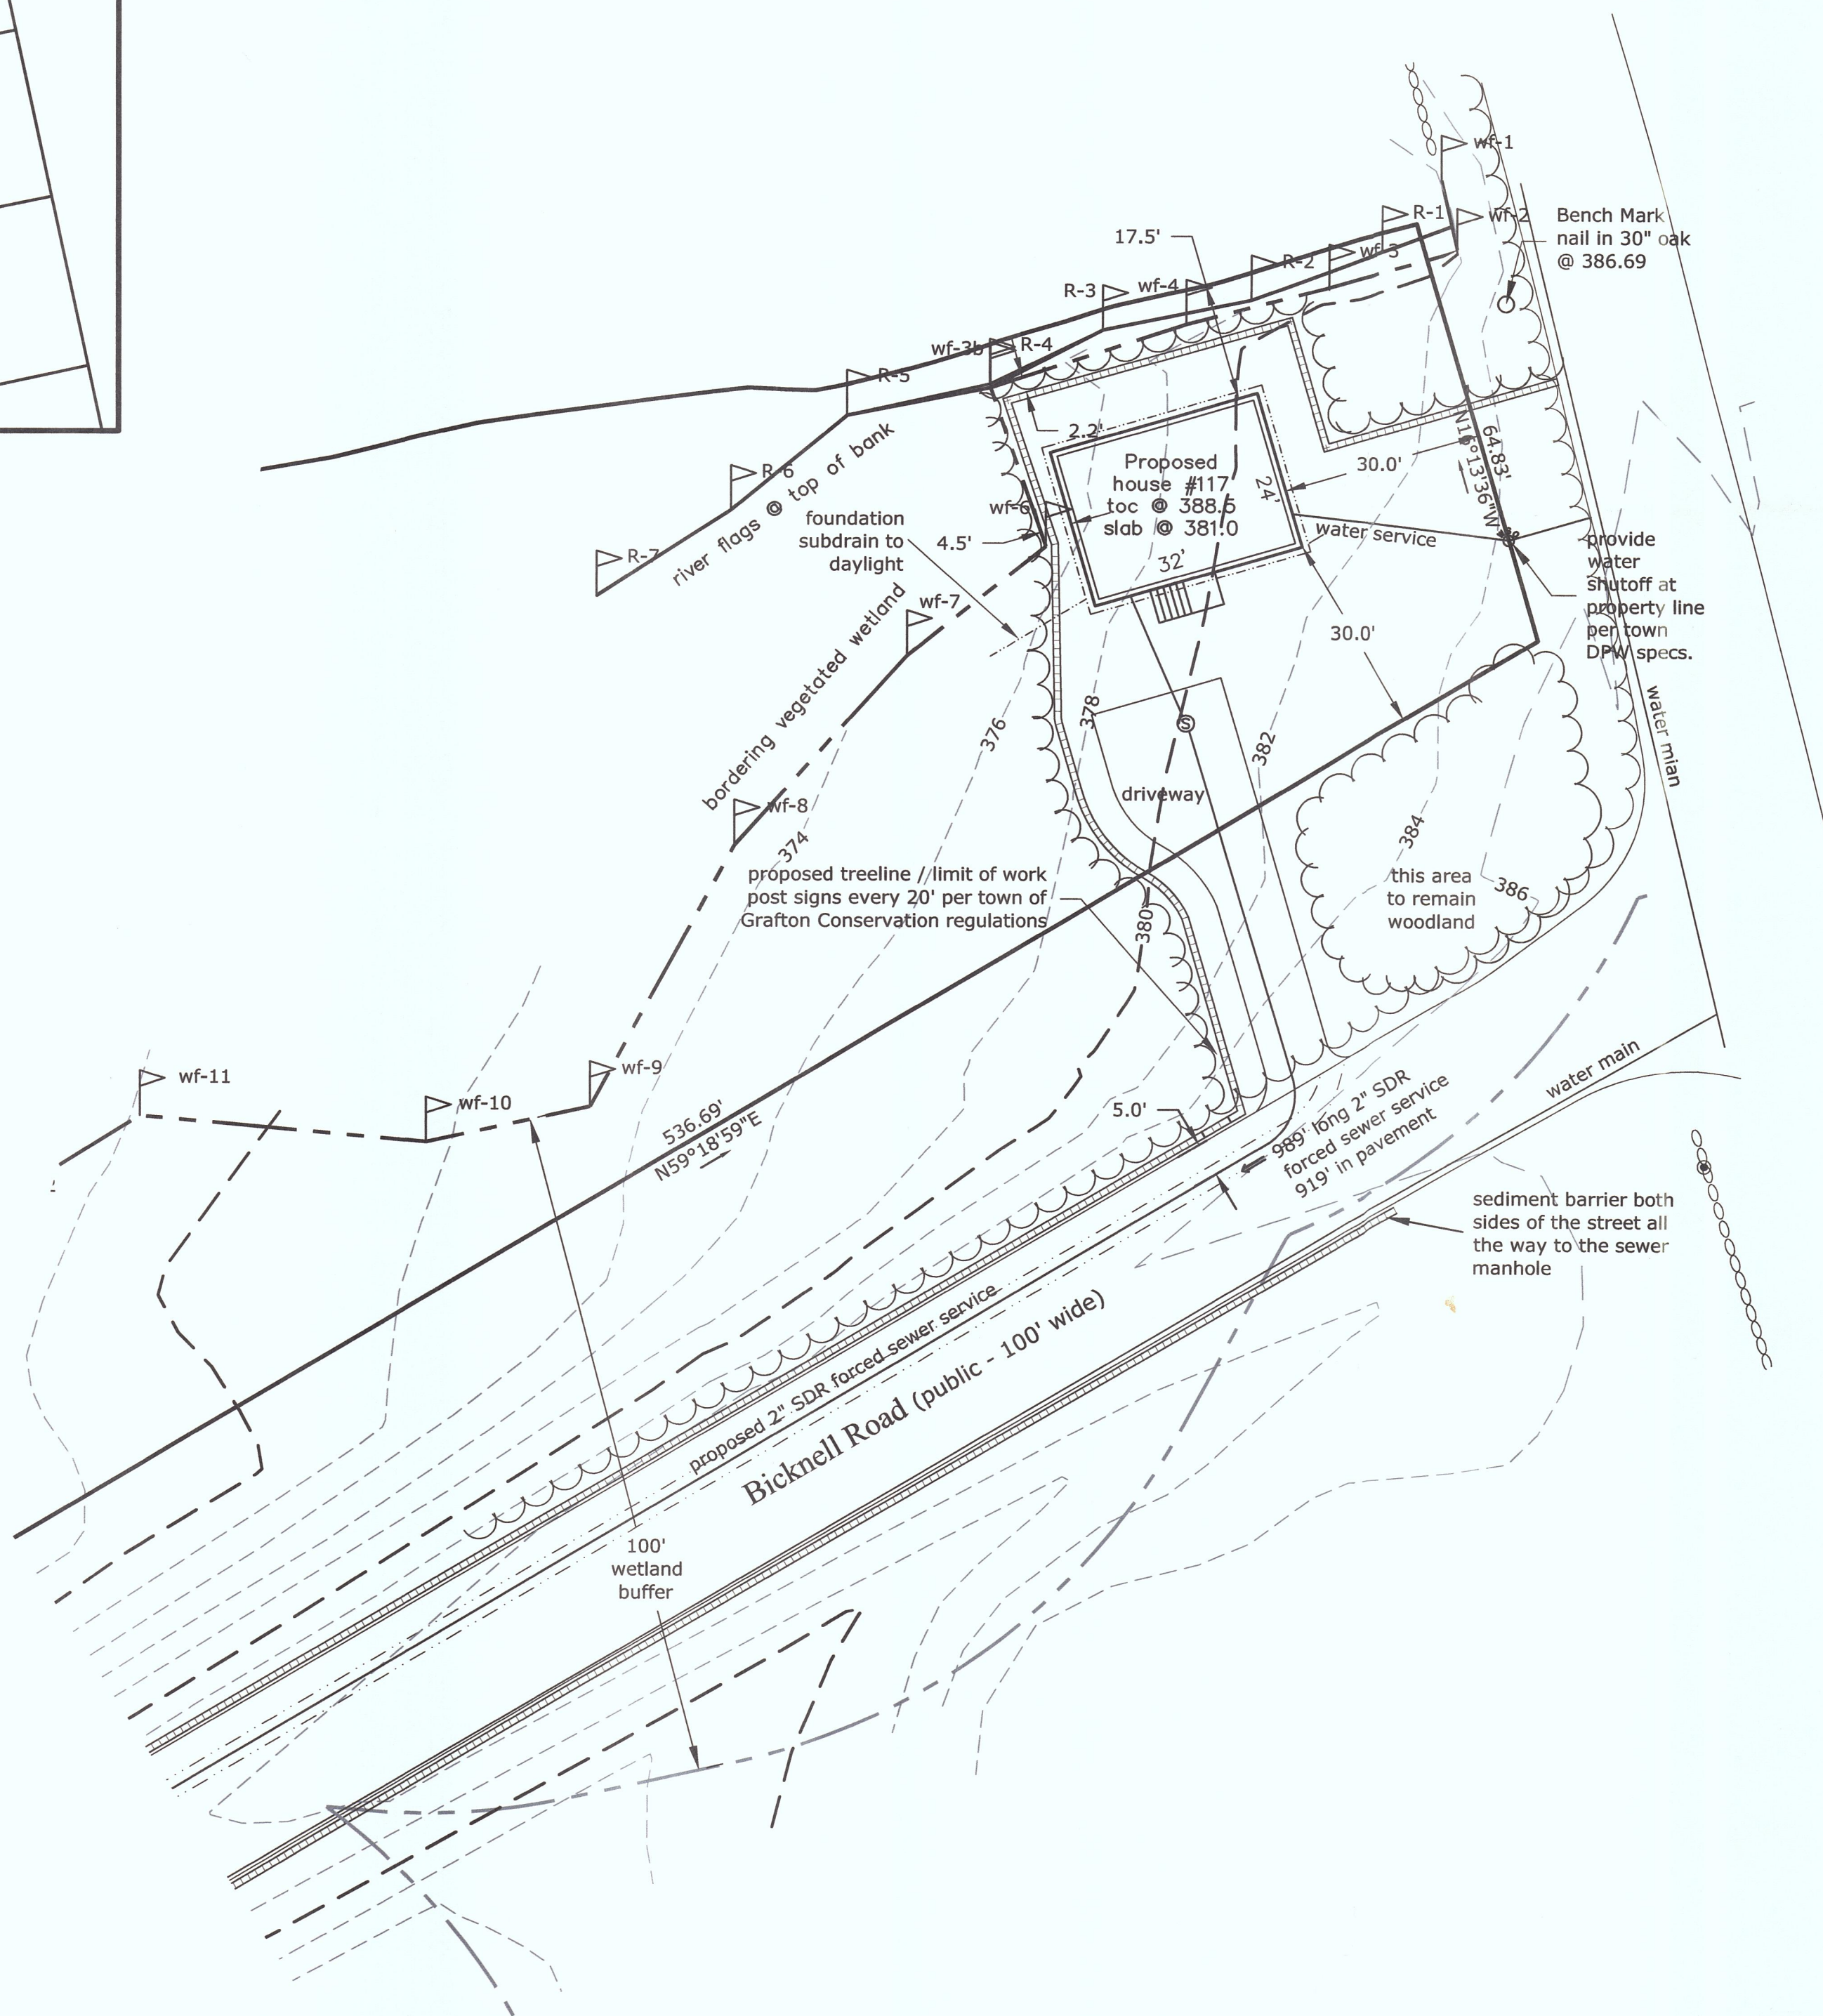 wf-1
R-1
wf-2
Bench Mark
nail in 30" oak
@ 386.69
17.5'
R-2
wf-3
R-3
wf-4
wf-3b
R-4
R-5
2.2'
64.83'
N16°13'36"W
30.0'
Proposed
house #117
toc @ 388.5
slab @ 381.0
24'
32'
R-6
river flags @ top of bank
wf-6
4.5'
foundation
subdrain to
daylight
R-7
water service
provide
water
shutoff at
property line
per town
DPW specs.
wf-7
bordering vegetated wetland
30.0'
376
378
382
water mian
driveway
wf-8
374
384
proposed treeline / limit of work
post signs every 20' per town of
Grafton Conservation regulations
this area
to remain
woodland
386
380
wf-11
wf-9
wf-10
536.69'
N59°18'59"E
5.0'
water main
989' long 2" SDR
forced sewer service
919' in pavement
sediment barrier both
sides of the street all
the way to the sewer
manhole
proposed 2" SDR forced sewer service
Bicknell Road (public - 100' wide)
100'
wetland
buffer
S